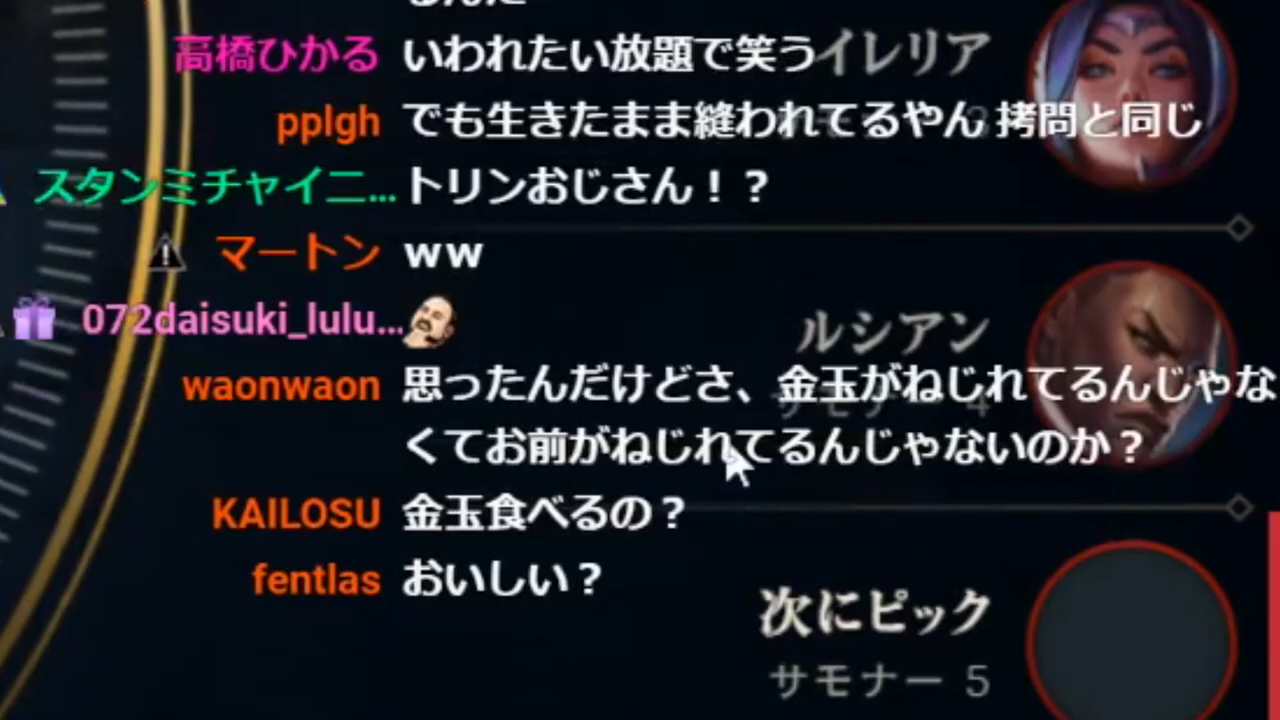 高橋ひかる いわれたい放題で笑う
イレリア
pplgh でも生きたまま縫われてるやん 拷問と同じ
スタンミチャイニ… トリンおじさん！？
マートン ww
072daisuki_lulu…
ルシアン
waonwaon 思ったんだけどさ、金玉がねじれてるんじゃな
サモナー 4
くてお前がねじれてるんじゃないのか？
KAILOSU 金玉食べるの？
fentlas おいしい？
次にピック
サモナー 5